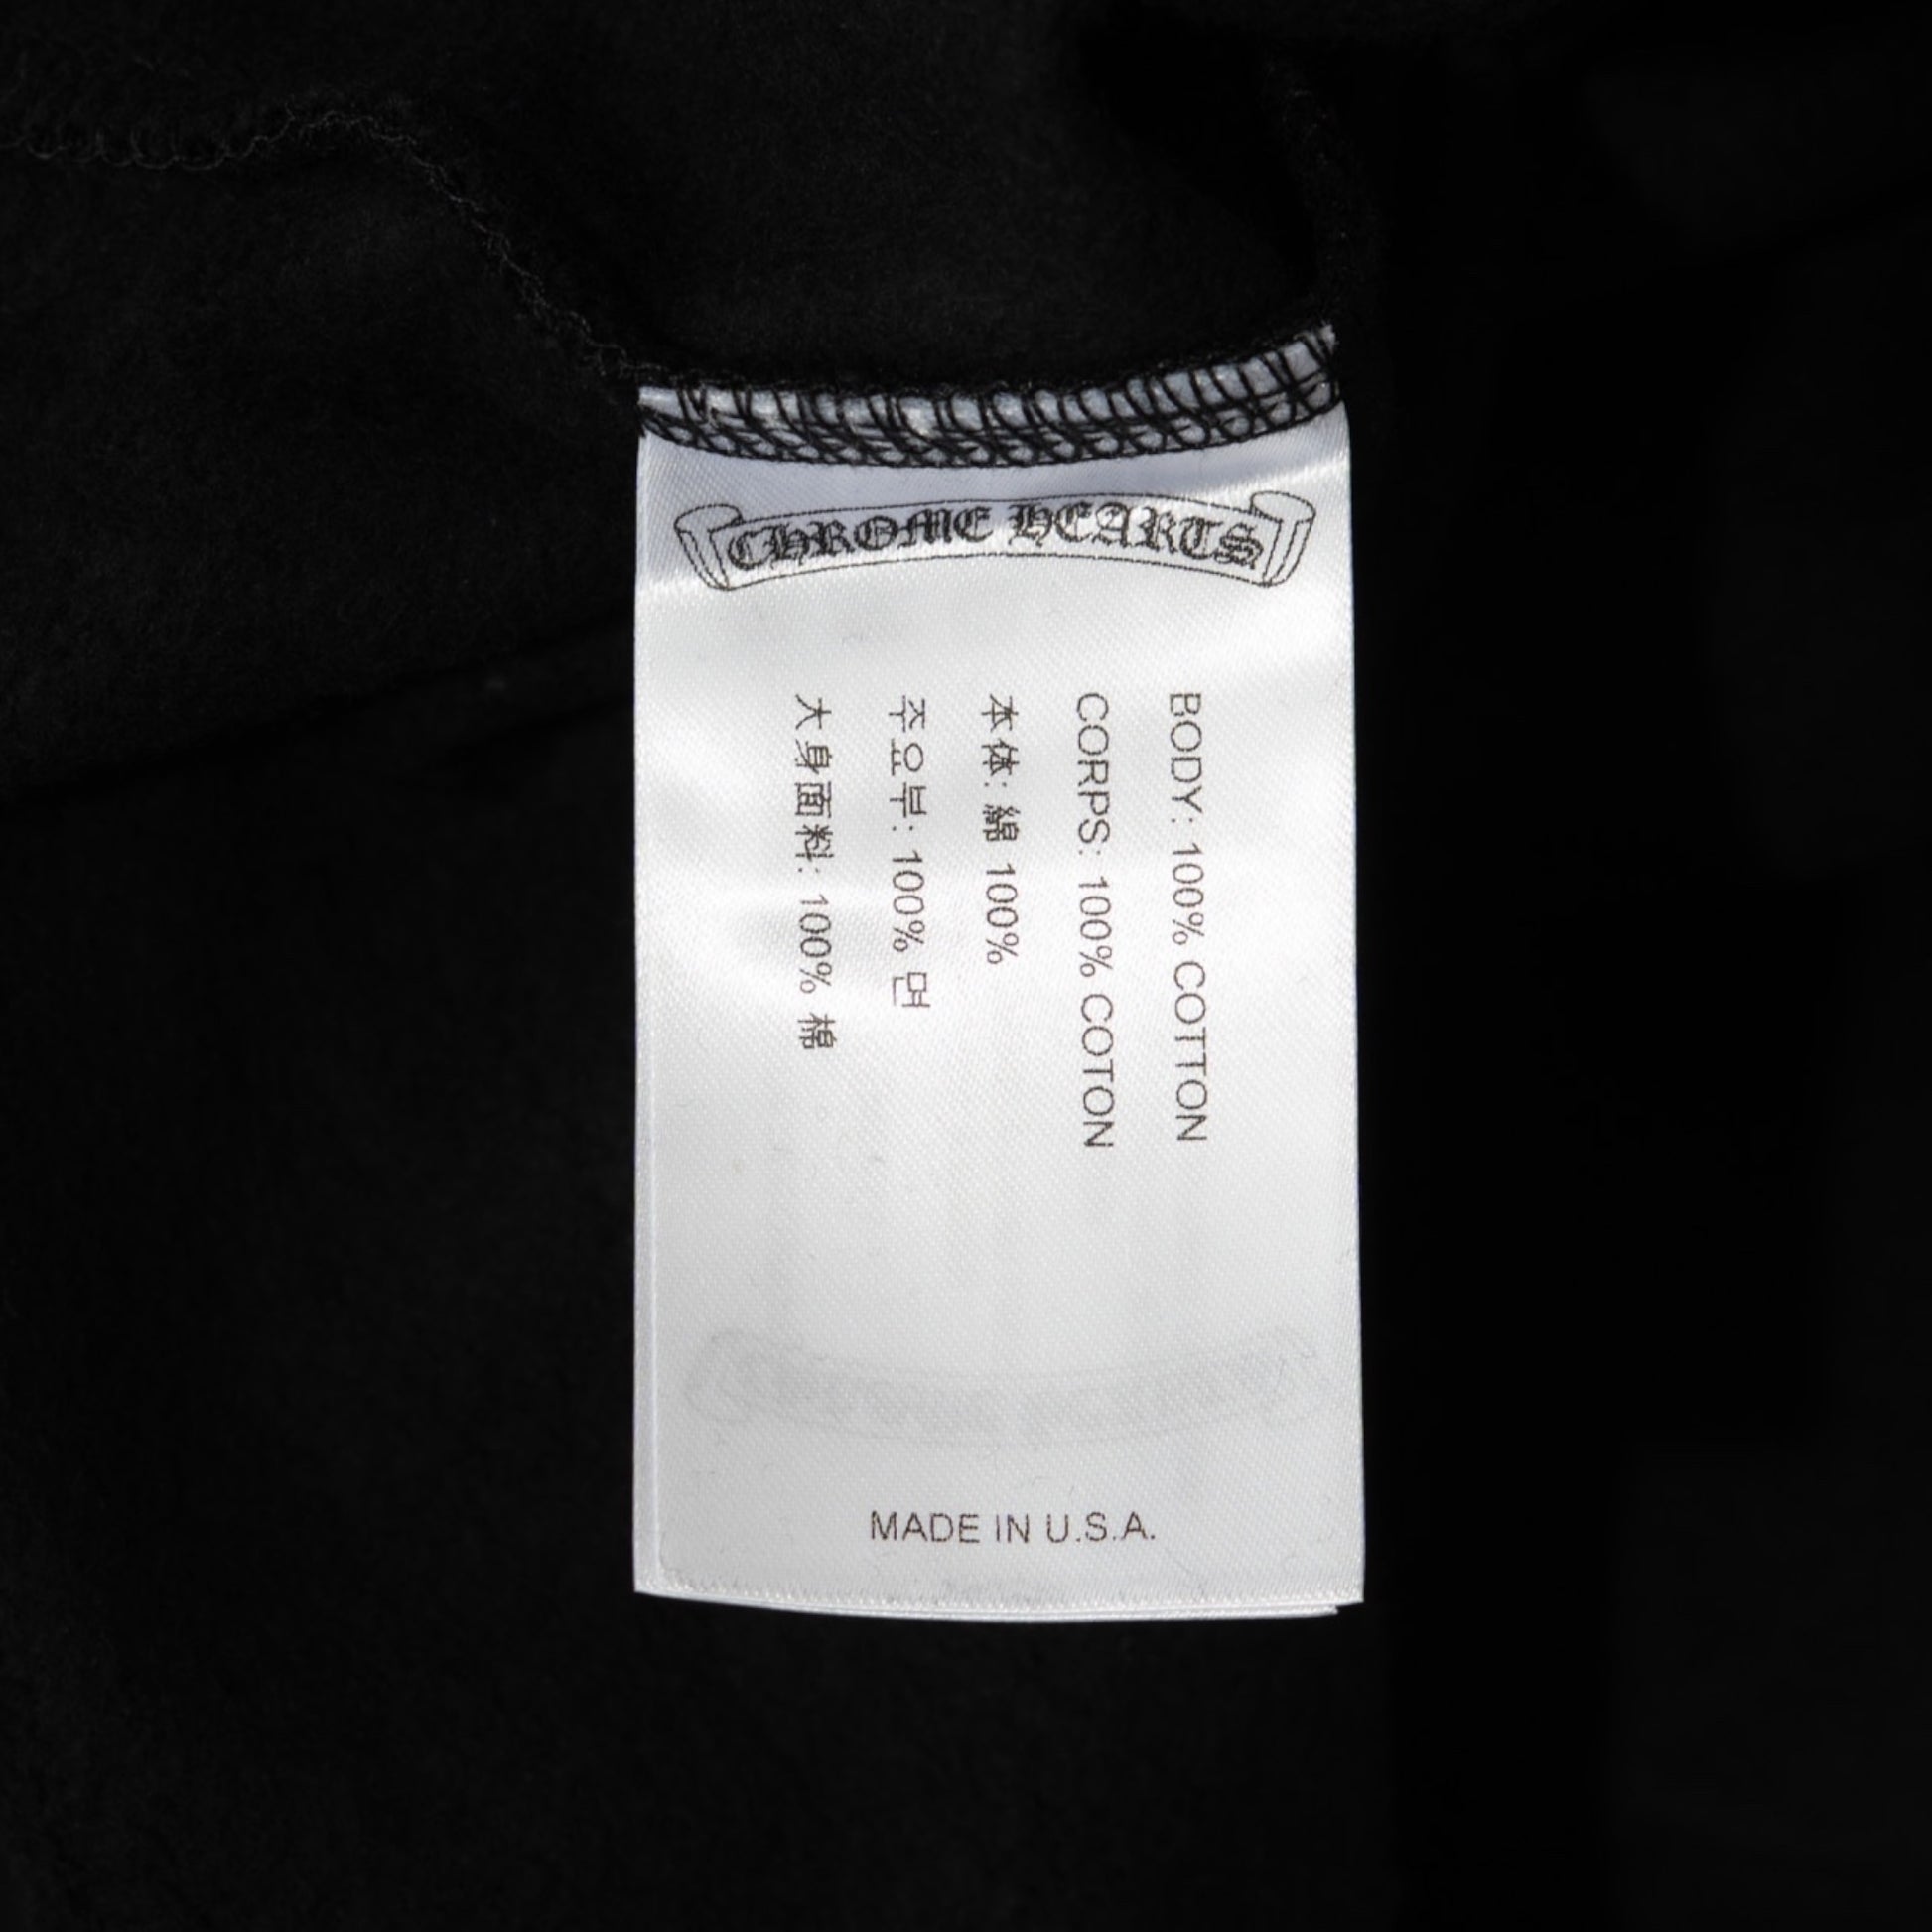 CHROME HEARTS
BODY: 100% COTTON
CORPS: 100% COTON
本体: 綿 100%
주요부: 100% 면
大身面料: 100% 棉
MADE IN U.S.A.